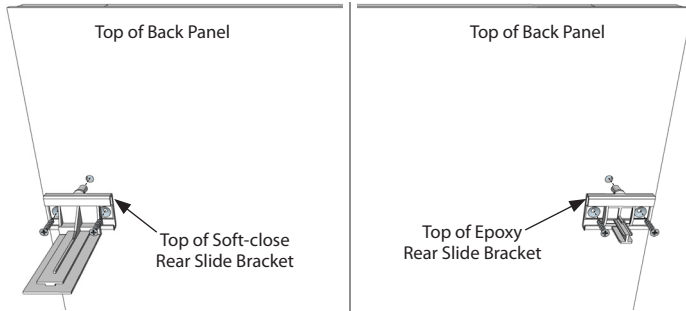 Top of Back Panel
Top of Soft-close
Rear Slide Bracket
Top of Back Panel
Top of Epoxy
Rear Slide Bracket